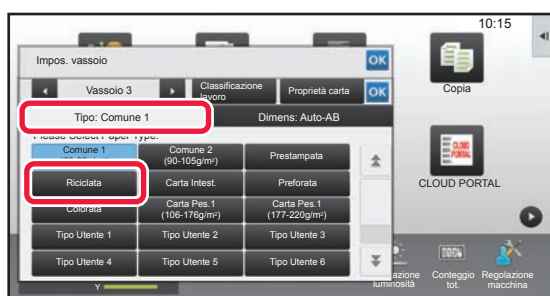 10:15
Impos. vassoio
OK
Vassoio 3
Classificazione
lavoro
Proprietà carta
OK
Tipo: Comune 1
Dimens: Auto-AB
Please Select Paper Type.
Comune 1
Comune 2
(90-105g/m²)
Prestampata
Riciclata
Carta Intest.
Preforata
Colorata
Carta Pes.1
(106-176g/m²)
Carta Pes.1
(177-220g/m²)
Tipo Utente 1
Tipo Utente 2
Tipo Utente 3
Tipo Utente 4
Tipo Utente 5
Tipo Utente 6
Copia
CLOUD
PORTAL
CLOUD PORTAL
Y
luminosità
Conteggio
tot.
Regolazione
macchina